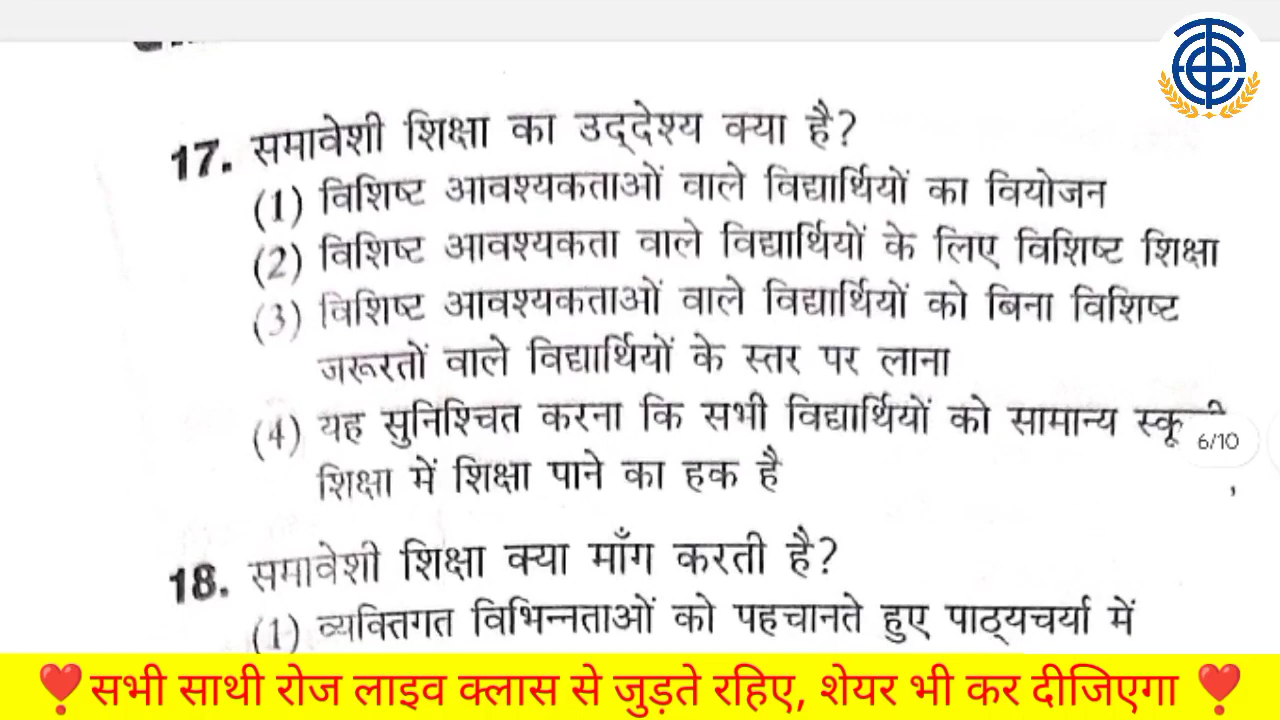 17. समावेशी शिक्षा का उद्देश्य क्या है?
(1) विशिष्ट आवश्यकताओं वाले विद्यार्थियों का वियोजन
(2) विशिष्ट आवश्यकता वाले विद्यार्थियों के लिए विशिष्ट शिक्षा
(3) विशिष्ट आवश्यकताओं वाले विद्यार्थियों को बिना विशिष्ट
जरूरतों वाले विद्यार्थियों के स्तर पर लाना
(4) यह सुनिश्चित करना कि सभी विद्यार्थियों को सामान्य
6/10
शिक्षा में शिक्षा पाने का हक है
18. समावेशी शिक्षा क्या माँग करती है?
(1) व्यक्तिगत विभिन्नताओं को पहचानते हुए पाठ्यचर्या में
सभी साथी रोज लाइव क्लास से जुड़ते रहिए, शेयर भी कर दीजिएगा